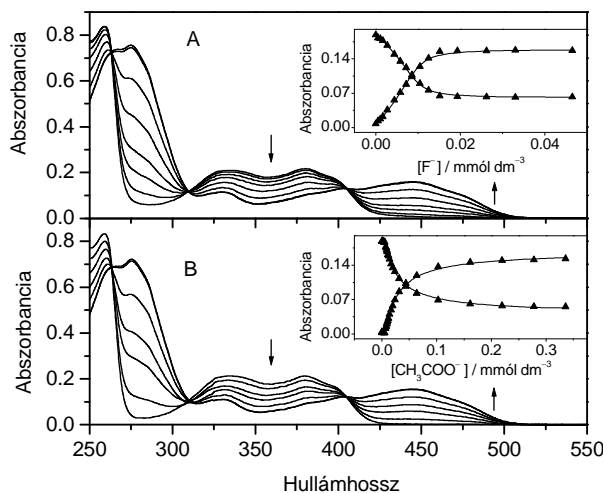 A
Abszorbancia
0.8
0.6
0.4
0.2
0.0
Abszorbancia
0.14
0.07
0.00
0.00
0.02
0.04
[F⁻] / mmól dm⁻³
B
Abszorbancia
0.8
0.6
0.4
0.2
0.0
Abszorbancia
0.14
0.07
0.00
0.0
0.1
0.2
0.3
[CH₃COO⁻] / mmól dm⁻³
250 300 350 400 450 500 550
Hullámhossz